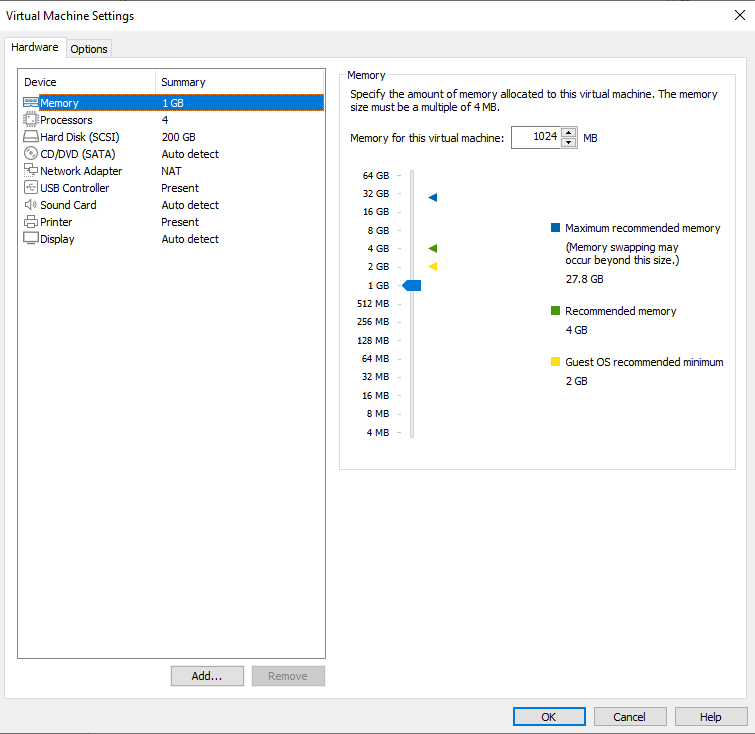 Virtual Machine Settings
Hardware
Options
Device Summary
Memory 1 GB
Processors 4
Hard Disk (SCSI) 200 GB
CD/DVD (SATA) Auto detect
Network Adapter NAT
USB Controller Present
Sound Card Auto detect
Printer Present
Display Auto detect
Add...
Remove
Memory
Specify the amount of memory allocated to this virtual machine. The memory
size must be a multiple of 4 MB.
Memory for this virtual machine: 1024 MB
64 GB
32 GB
16 GB
8 GB
4 GB
2 GB
1 GB
512 MB
256 MB
128 MB
64 MB
32 MB
16 MB
8 MB
4 MB
Maximum recommended memory
(Memory swapping may
occur beyond this size.)
27.8 GB
Recommended memory
4 GB
Guest OS recommended minimum
2 GB
OK
Cancel
Help